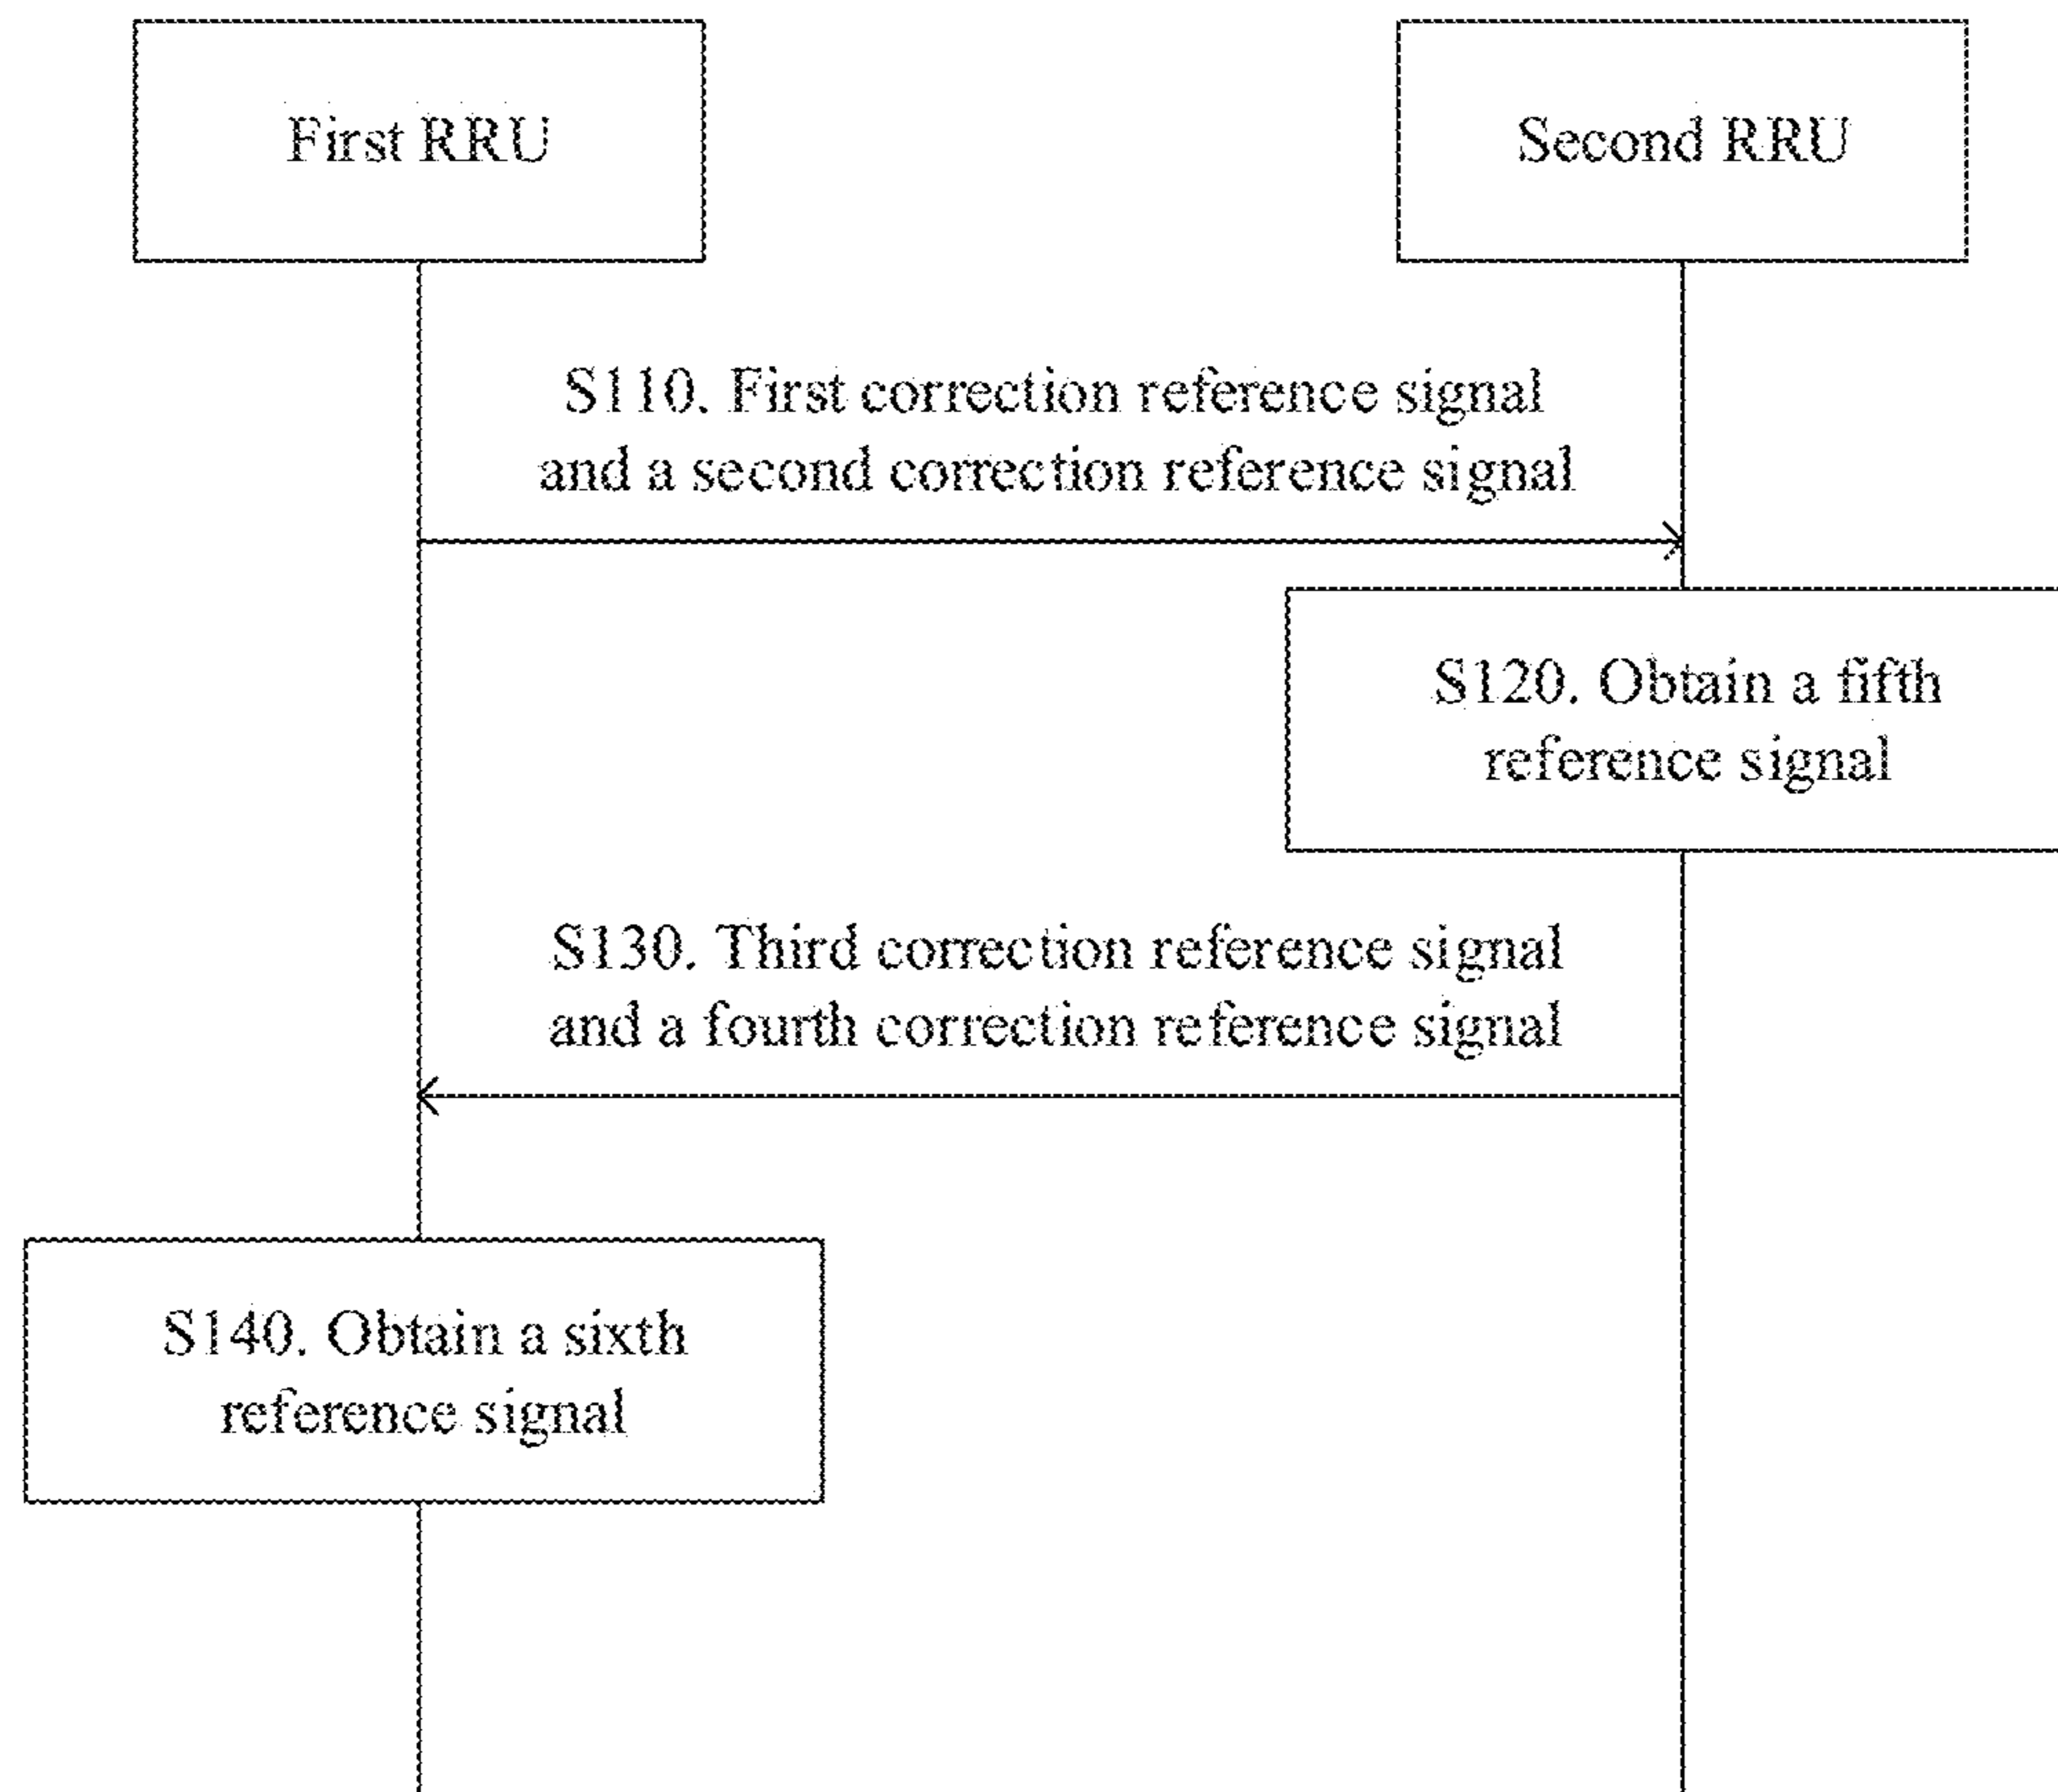 First RRU
Second RRU
S110. First correction reference signal
and a second correction reference signal
S120. Obtain a fifth
reference signal
S130. Third correction reference signal
and a fourth correction reference signal
S140. Obtain a sixth
reference signal